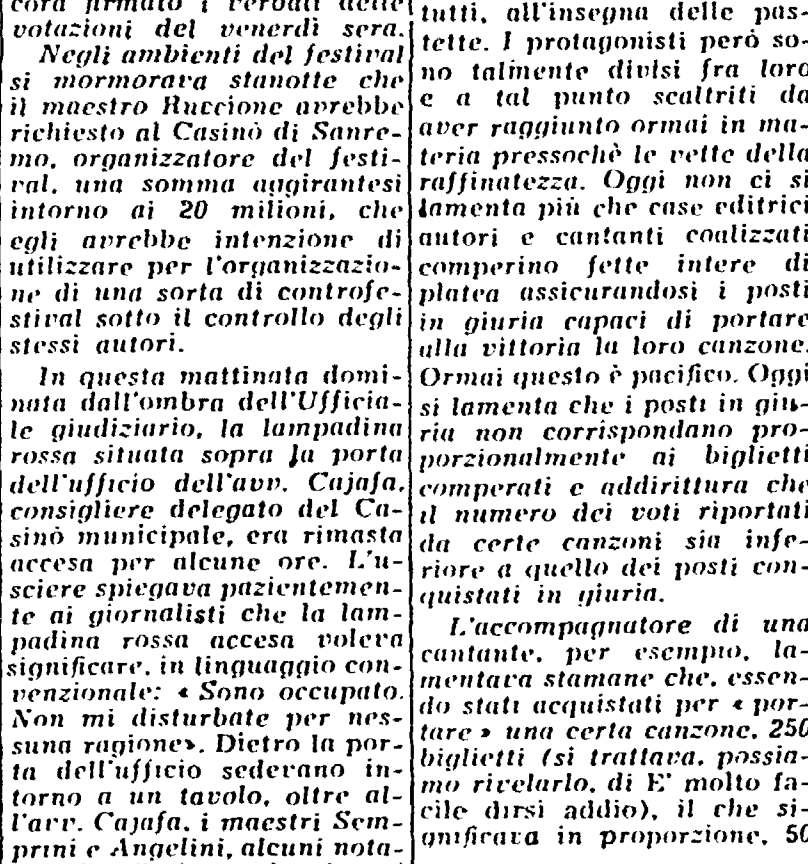 cora firmato i verbali delle
votazioni del venerdì sera.
Negli ambienti del festival
si mormorava stanotte che
il maestro Ruccione avrebbe
richiesto al Casinò di Sanre-
mo, organizzatore del festi-
val, una somma aggirantesi
intorno ai 20 milioni, che
egli avrebbe intenzione di
utilizzare per l'organizzazio-
ne di una sorta di controfe-
stival sotto il controllo degli
stessi autori.
In questa mattinata domi-
nata dall'ombra dell'Ufficia-
le giudiziario, la lampadina
rossa situata sopra la porta
dell'ufficio dell'avv. Cajafa,
consigliere delegato del Ca-
sinò municipale, era rimasta
accesa per alcune ore. L'u-
sciere spiegava pazientemen-
te ai giornalisti che la lam-
padina rossa accesa voleva
significare, in linguaggio con-
venzionale: « Sono occupato.
Non mi disturbate per nes-
suna ragione». Dietro la por-
ta dell'ufficio sedevano in-
torno a un tavolo, oltre al-
l'avv. Cajafa, i maestri Sem-
prini e Angelini, alcuni nota-
tutti, all'insegna delle pas-
tette. I protagonisti però so-
no talmente divisi fra loro
e a tal punto scaltriti da
aver raggiunto ormai in ma-
teria pressochè le vette della
raffinatezza. Oggi non ci si
lamenta più che case editrici
autori e cantanti coalizzati
comperino fette intere di
platea assicurandosi i posti
in giuria capaci di portare
alla vittoria la loro canzone.
Ormai questo è pacifico. Oggi
si lamenta che i posti in giu-
ria non corrispondano pro-
porzionalmente ai biglietti
comperati e addirittura che
il numero dei voti riportati
da certe canzoni sia infe-
riore a quello dei posti con-
quistati in giuria.
L'accompagnatore di una
cantante, per esempio, la-
mentava stamane che, essen-
do stati acquistati per « por-
tare » una certa canzone, 250
biglietti (si trattava, possia-
mo rivelarlo, di E' molto fa-
cile dirsi addio), il che si-
gnificava in proporzione, 50